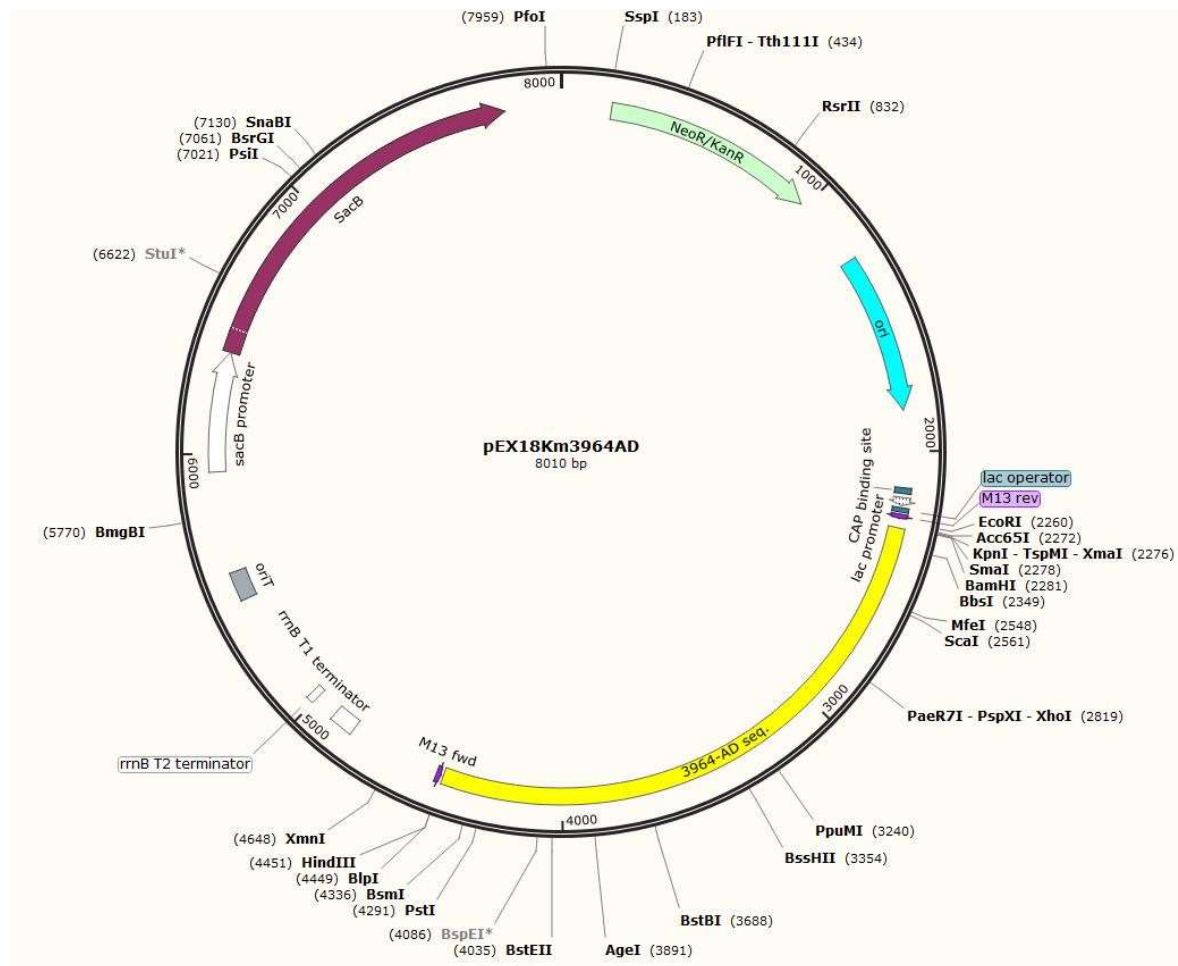 (7959) PfoI
SspI (183)
PflFI - Tth111I (434)
RsrII (832)
8000
NeoR/KanR
1000
(7130) SnaBI
(7061) BsrGI
(7021) PsiI
7000
SacB
(6622) StuI*
ori
2000
sacB promoter
6000
pEX18Km3964AD
8010 bp
CAP binding site
lac promoter
lac operator
M13 rev
EcoRI (2260)
Acc65I (2272)
KpnI - TspMI - XmaI (2276)
SmaI (2278)
BamHI (2281)
BbsI (2349)
MfeI (2548)
ScaI (2561)
(5770) BmgBI
oriT
rrnB T1 terminator
5000
rrnB T2 terminator
M13 fwd
3964-AD seq.
3000
PaeR7I - PspXI - XhoI (2819)
4000
PpuMI (3240)
BssHII (3354)
(4648) XmnI
(4451) HindIII
(4449) BlpI
(4336) BsmI
(4291) PstI
(4086) BspEI*
(4035) BstEII
AgeI (3891)
BstBI (3688)